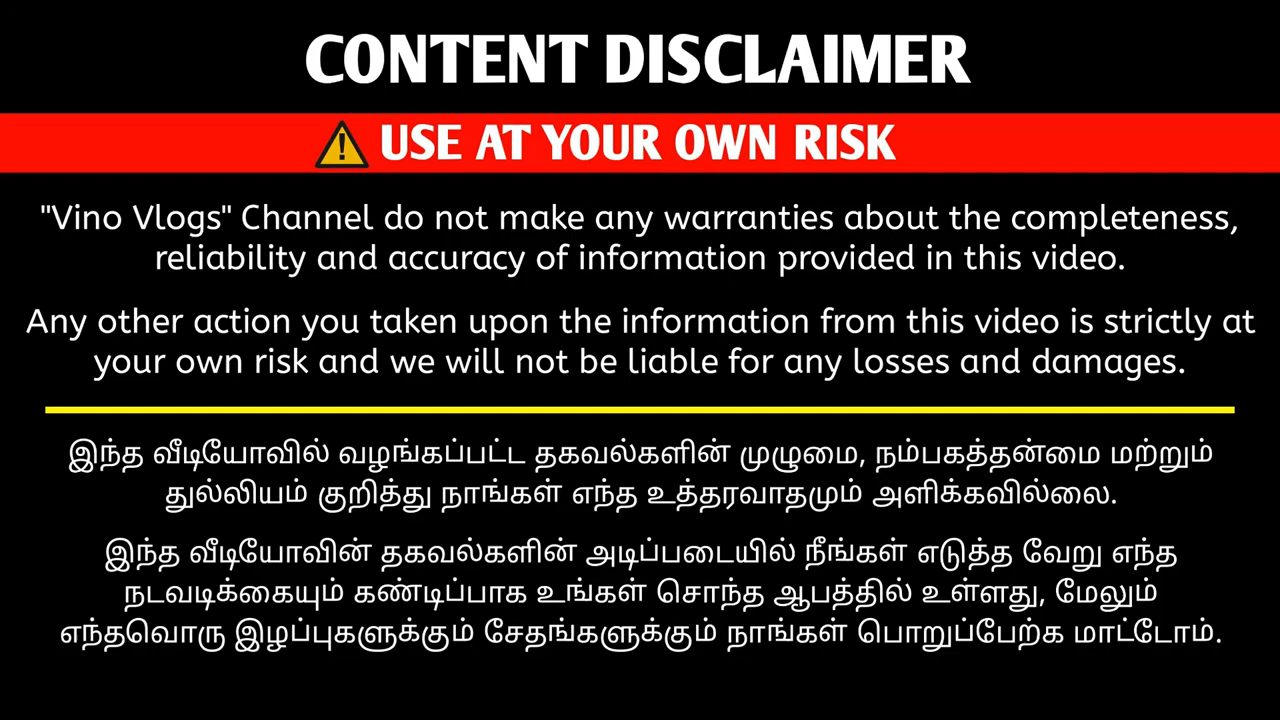 CONTENT DISCLAIMER
⚠ USE AT YOUR OWN RISK
"Vino Vlogs" Channel do not make any warranties about the completeness,
reliability and accuracy of information provided in this video.
Any other action you taken upon the information from this video is strictly at
your own risk and we will not be liable for any losses and damages.
இந்த வீடியோவில் வழங்கப்பட்ட தகவல்களின் முழுமை, நம்பகத்தன்மை மற்றும்
துல்லியம் குறித்து நாங்கள் எந்த உத்தரவாதமும் அளிக்கவில்லை.
இந்த வீடியோவின் தகவல்களின் அடிப்படையில் நீங்கள் எடுத்த வேறு எந்த
நடவடிக்கையும் கண்டிப்பாக உங்கள் சொந்த ஆபத்தில் உள்ளது, மேலும்
எந்தவொரு இழப்புகளுக்கும் சேதங்களுக்கும் நாங்கள் பொறுப்பேற்க மாட்டோம்.